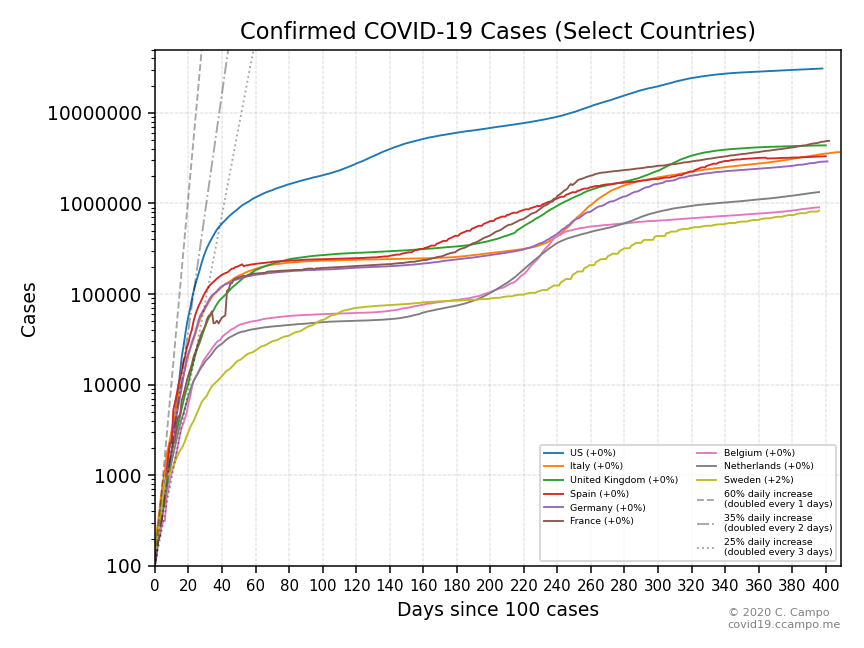 Confirmed COVID-19 Cases (Select Countries)
10000000
1000000
100000
10000
1000
100
Cases
0 20 40 60 80 100 120 140 160 180 200 220 240 260 280 300 320 340 360 380 400
Days since 100 cases
US (+0%)
Italy (+0%)
United Kingdom (+0%)
Spain (+0%)
Germany (+0%)
France (+0%)
Belgium (+0%)
Netherlands (+0%)
Sweden (+2%)
60% daily increase
(doubled every 1 days)
35% daily increase
(doubled every 2 days)
25% daily increase
(doubled every 3 days)
© 2020 C. Campo
covid19.ccampo.me